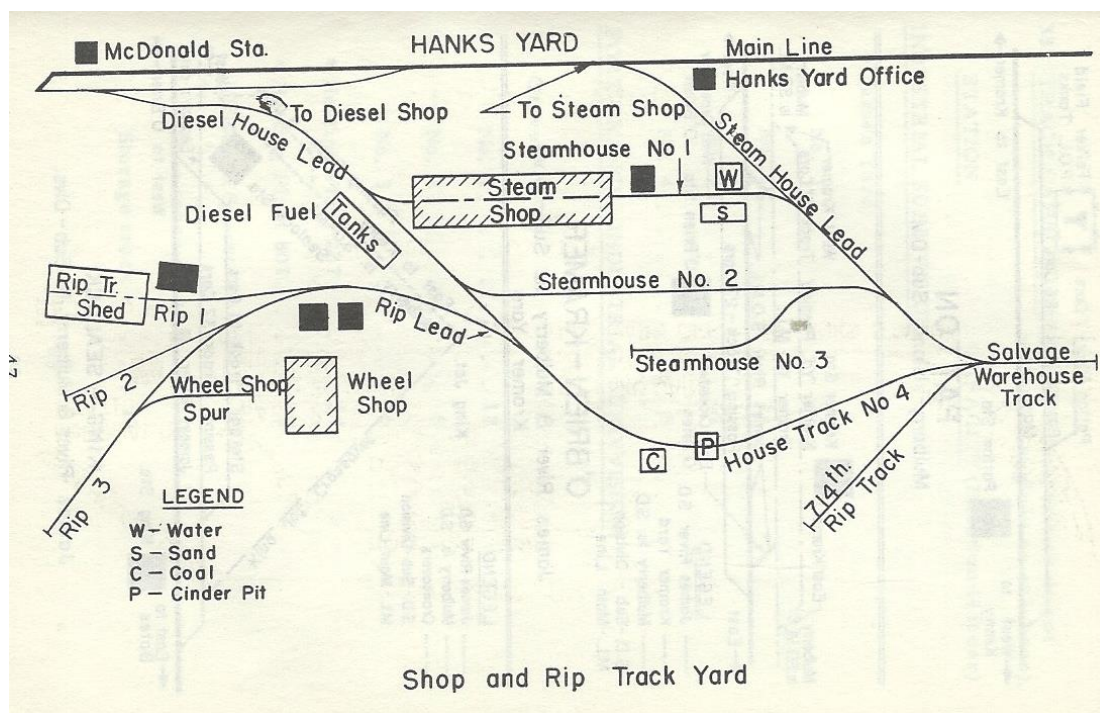 McDonald Sta.
HANKS YARD
Main Line
Hanks Yard Office
To Diesel Shop
To Steam Shop
Diesel House Lead
Steam House Lead
Steamhouse No 1
W
S
Steam
Shop
Diesel Fuel
Tanks
Rip Tr.
Shed
Rip 1
Steamhouse No. 2
Rip Lead
Steamhouse No. 3
Salvage
Warehouse
Track
Rip 2
Wheel Shop
Spur
Wheel
Shop
House Track No 4
C
P
714th.
Rip Track
Rip 3
LEGEND
W - Water
S - Sand
C - Coal
P - Cinder Pit
Shop and Rip Track Yard